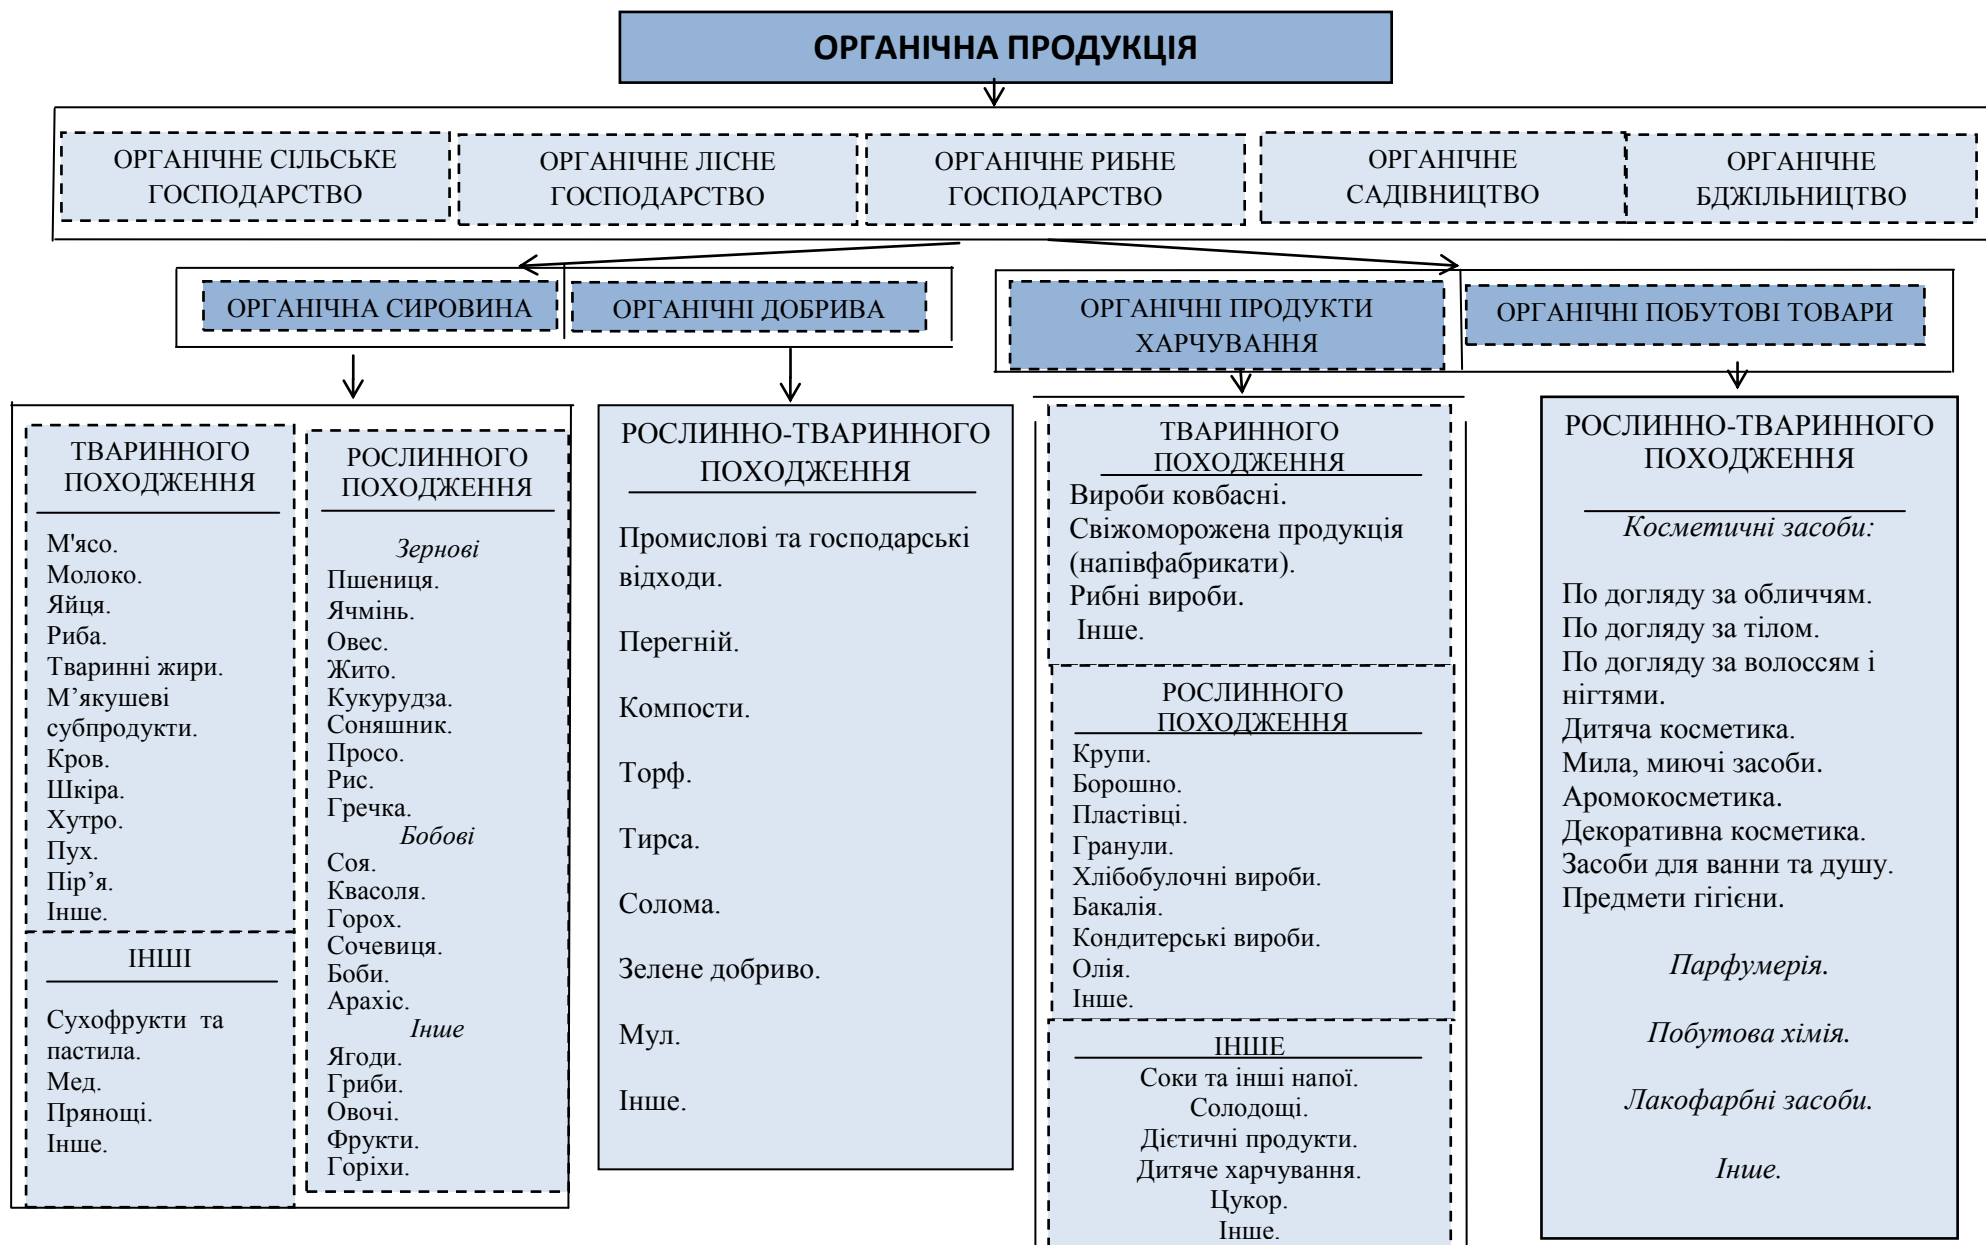 ОРГАНІЧНА ПРОДУКЦІЯ
ОРГАНІЧНЕ СІЛЬСЬКЕ
ГОСПОДАРСТВО
ОРГАНІЧНЕ ЛІСНЕ
ГОСПОДАРСТВО
ОРГАНІЧНЕ РИБНЕ
ГОСПОДАРСТВО
ОРГАНІЧНЕ
САДІВНИЦТВО
ОРГАНІЧНЕ
БДЖІЛЬНИЦТВО
ОРГАНІЧНА СИРОВИНА
ОРГАНІЧНІ ДОБРИВА
ОРГАНІЧНІ ПРОДУКТИ
ХАРЧУВАННЯ
ОРГАНІЧНІ ПОБУТОВІ ТОВАРИ
ТВАРИННОГО
ПОХОДЖЕННЯ
М'ясо.
Молоко.
Яйця.
Риба.
Тваринні жири.
М’якушеві
субпродукти.
Кров.
Шкіра.
Хутро.
Пух.
Пір’я.
Інше.
ІНШІ
Сухофрукти та
пастила.
Мед.
Прянощі.
Інше.
РОСЛИННОГО
ПОХОДЖЕННЯ
Зернові
Пшениця.
Ячмінь.
Овес.
Жито.
Кукурудза.
Соняшник.
Просо.
Рис.
Гречка.
Бобові
Соя.
Квасоля.
Горох.
Сочевиця.
Боби.
Арахіс.
Інше
Ягоди.
Гриби.
Овочі.
Фрукти.
Горіхи.
РОСЛИННО-ТВАРИННОГО
ПОХОДЖЕННЯ
Промислові та господарські
відходи.
Перегній.
Компости.
Торф.
Тирса.
Солома.
Зелене добриво.
Мул.
Інше.
ТВАРИННОГО
ПОХОДЖЕННЯ
Вироби ковбасні.
Свіжоморожена продукція
(напівфабрикати).
Рибні вироби.
Інше.
РОСЛИННОГО
ПОХОДЖЕННЯ
Крупи.
Борошно.
Пластівці.
Гранули.
Хлібобулочні вироби.
Бакалія.
Кондитерські вироби.
Олія.
Інше.
ІНШЕ
Соки та інші напої.
Солодощі.
Дієтичні продукти.
Дитяче харчування.
Цукор.
Інше.
РОСЛИННО-ТВАРИННОГО
ПОХОДЖЕННЯ
Косметичні засоби:
По догляду за обличчям.
По догляду за тілом.
По догляду за волоссям і
нігтями.
Дитяча косметика.
Мила, миючі засоби.
Аромокосметика.
Декоративна косметика.
Засоби для ванни та душу.
Предмети гігієни.
Парфумерія.
Побутова хімія.
Лакофарбні засоби.
Інше.